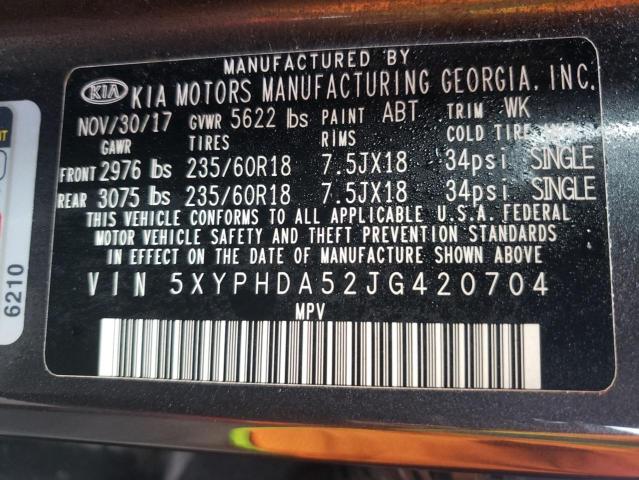 MANUFACTURED BY
KIA KIA MOTORS MANUFACTURING GEORGIA, INC.
NOV/30/17 GVWR 5622 lbs PAINT ABT TRIM WK
GAWR TIRES RIMS COLD TIRE
FRONT 2976 lbs 235/60R18 7.5JX18 34psi SINGLE
REAR 3075 lbs 235/60R18 7.5JX18 34psi SINGLE
THIS VEHICLE CONFORMS TO ALL APPLICABLE U.S.A. FEDERAL
MOTOR VEHICLE SAFETY AND THEFT PREVENTION STANDARDS
IN EFFECT ON THE DATE OF MANUFACTURE SHOWN ABOVE
VIN 5XYPHDA52JG420704
MPV
6210